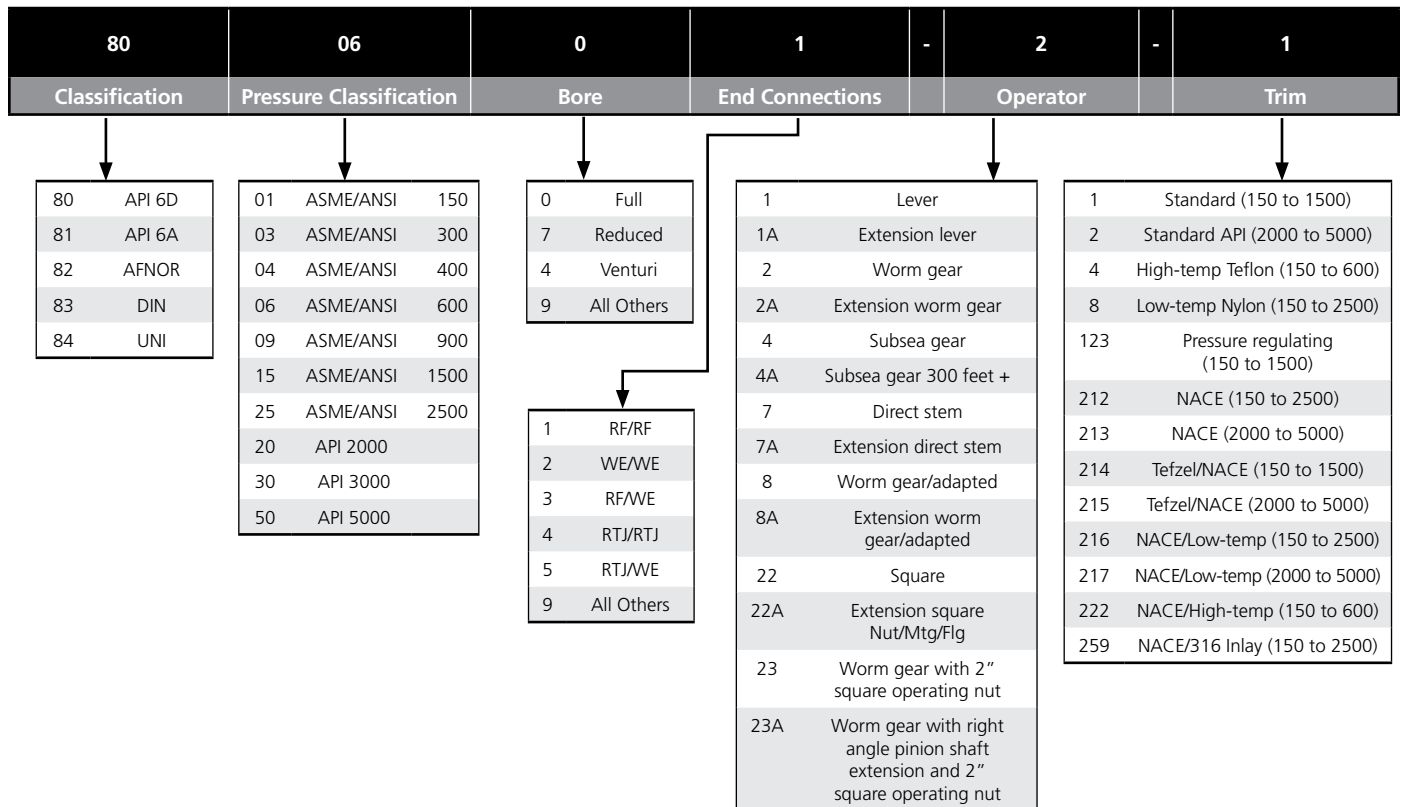 80 06 0 1 - 2 - 1
Classification Pressure Classification Bore End Connections Operator Trim
80 API 6D
81 API 6A
82 AFNOR
83 DIN
84 UNI
01 ASME/ANSI 150
03 ASME/ANSI 300
04 ASME/ANSI 400
06 ASME/ANSI 600
09 ASME/ANSI 900
15 ASME/ANSI 1500
25 ASME/ANSI 2500
20 API 2000
30 API 3000
50 API 5000
0 Full
7 Reduced
4 Venturi
9 All Others
1 RF/RF
2 WE/WE
3 RF/WE
4 RTJ/RTJ
5 RTJ/WE
9 All Others
1 Lever
1A Extension lever
2 Worm gear
2A Extension worm gear
4 Subsea gear
4A Subsea gear 300 feet +
7 Direct stem
7A Extension direct stem
8 Worm gear/adapted
8A Extension worm
gear/adapted
22 Square
22A Extension square
Nut/Mtg/Flg
23 Worm gear with 2”
square operating nut
23A Worm gear with right
angle pinion shaft
extension and 2”
square operating nut
1 Standard (150 to 1500)
2 Standard API (2000 to 5000)
4 High-temp Teflon (150 to 600)
8 Low-temp Nylon (150 to 2500)
123 Pressure regulating
(150 to 1500)
212 NACE (150 to 2500)
213 NACE (2000 to 5000)
214 Tefzel/NACE (150 to 1500)
215 Tefzel/NACE (2000 to 5000)
216 NACE/Low-temp (150 to 2500)
217 NACE/Low-temp (2000 to 5000)
222 NACE/High-temp (150 to 600)
259 NACE/316 Inlay (150 to 2500)